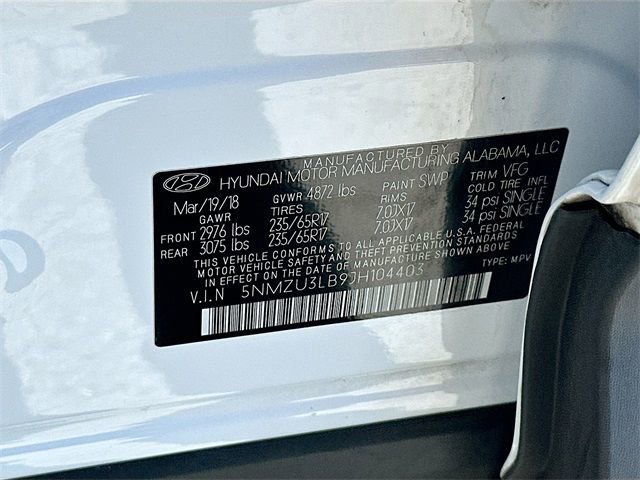 MANUFACTURED BY
HYUNDAI MOTOR MANUFACTURING ALABAMA, LLC
Mar/19/18 GVWR 4872 lbs PAINT SWP TRIM VFG
GAWR TIRES RIMS COLD TIRE INFL
FRONT 2976 lbs 235/65R17 7.0JX17 34 psi SINGLE
REAR 3075 lbs 235/65R17 7.0JX17 34 psi SINGLE
THIS VEHICLE CONFORMS TO ALL APPLICABLE U.S.A. FEDERAL
MOTOR VEHICLE SAFETY AND THEFT PREVENTION STANDARDS
IN EFFECT ON THE DATE OF MANUFACTURE
V.I.N 5NMZU3LB9JH104403 TYPE: MPV